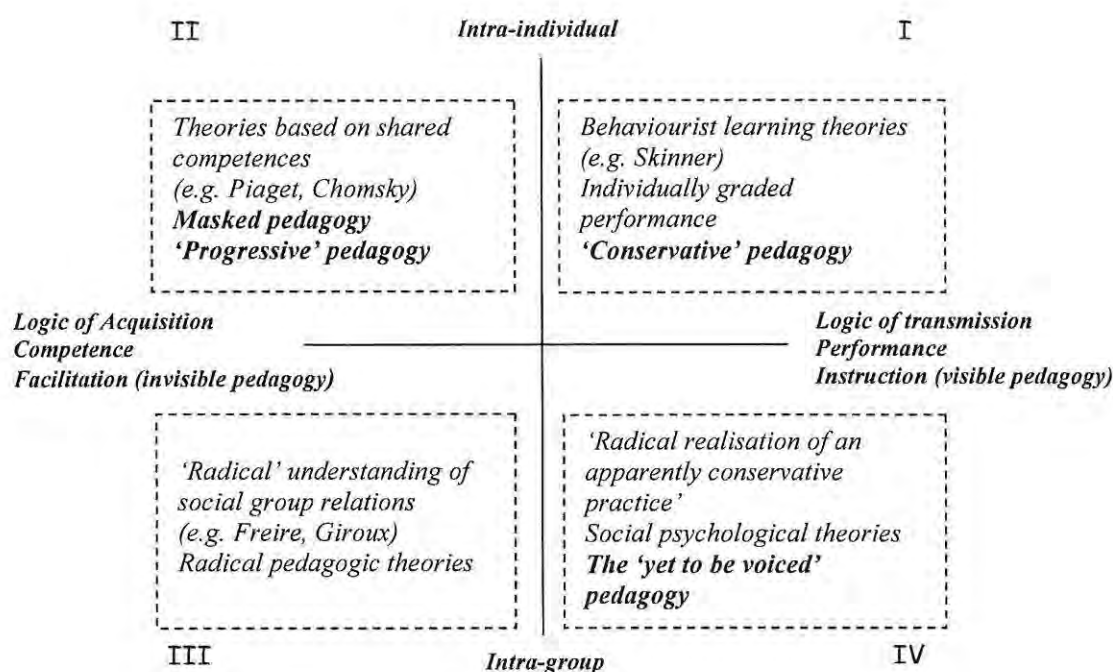 II
Intra-individual
I
Theories based on shared
competences
(e.g. Piaget, Chomsky)
Masked pedagogy
‘Progressive’ pedagogy
Behaviourist learning theories
(e.g. Skinner)
Individually graded
performance
‘Conservative’ pedagogy
Logic of Acquisition
Competence
Facilitation (invisible pedagogy)
Logic of transmission
Performance
Instruction (visible pedagogy)
‘Radical’ understanding of
social group relations
(e.g. Freire, Giroux)
Radical pedagogic theories
‘Radical realisation of an
apparently conservative
practice’
Social psychological theories
The ‘yet to be voiced’
pedagogy
III
Intra-group
IV